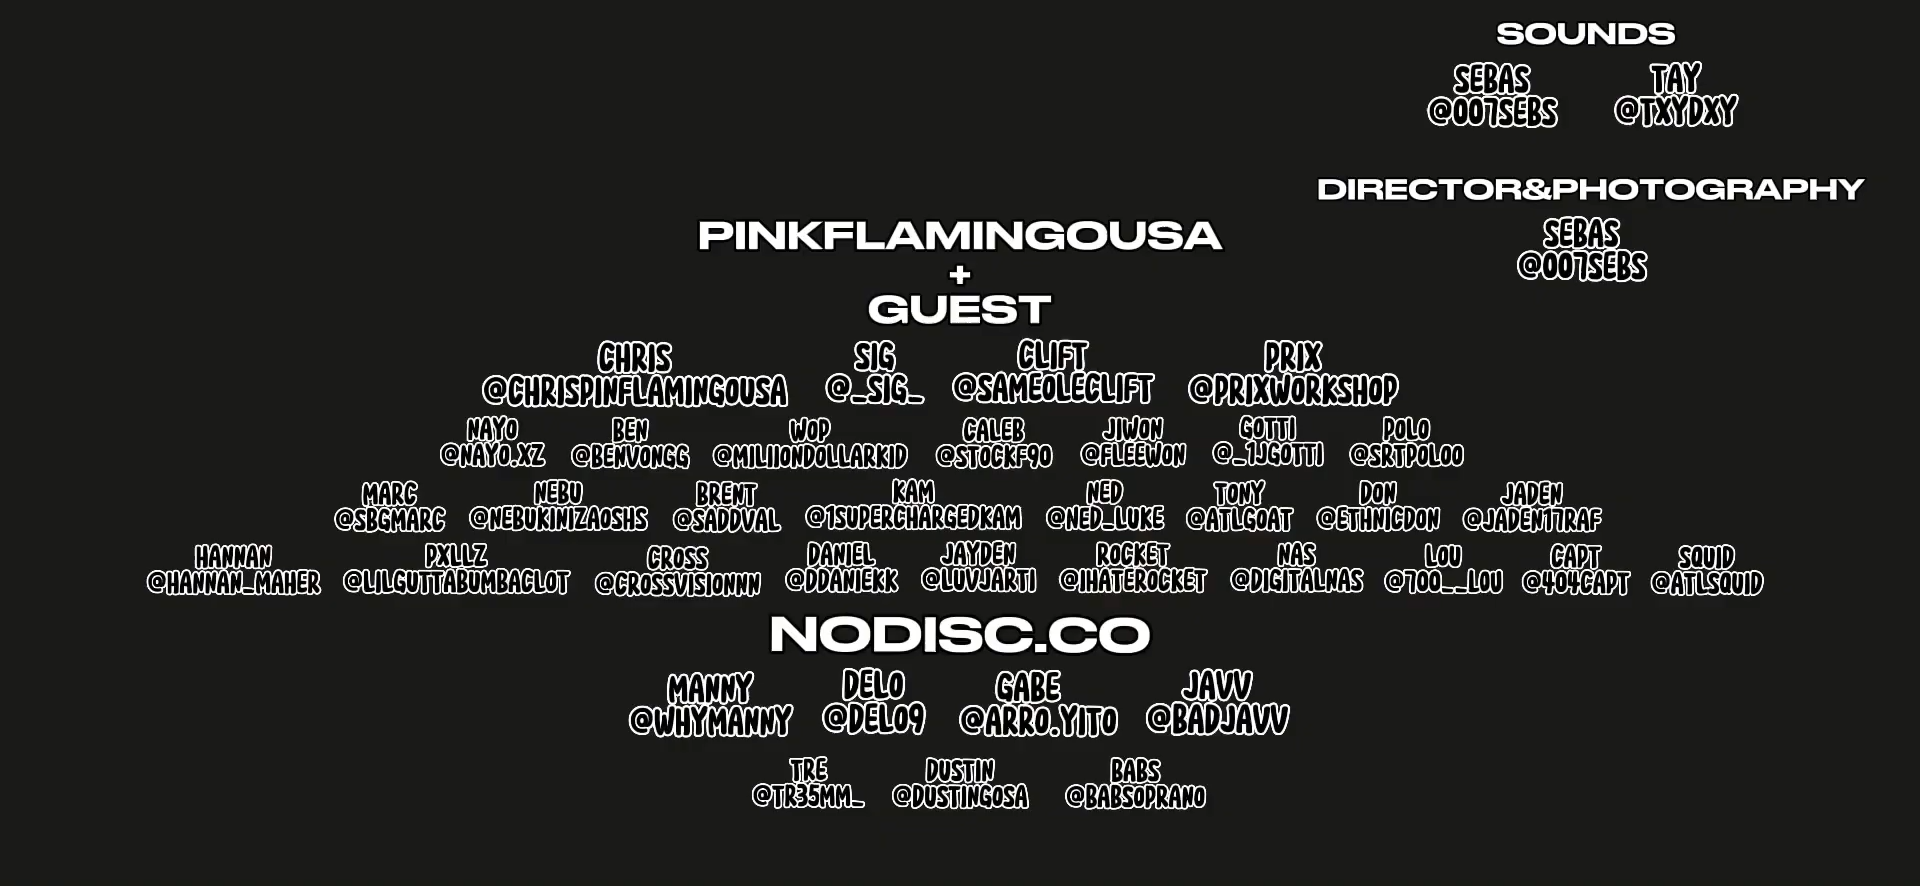 SOUNDS
SEBAS TAY
@007SEBS @TXYDXY
DIRECTOR&PHOTOGRAPHY
SEBAS
@007SEBS
PINKFLAMINGOUSA
+
GUEST
CHRIS SIG CLIFT PRIX
@CHRISPINFLAMINGOUSA @_SIG_ @SAMEOLECLIFT @PRIXWORKSHOP
NAYO BEN WOP CALEB JIWON GOTTI POLO
@NAYO.XZ @BENVONGG @MILIIONDOLLARKID @STOCKF90 @FLEEWON @_1JGOTTI @SRTPOLOO
MARC NEBU BRENT KAM NED TONY DON JADEN
@SBGMARC @NEBUKINIZAOSHS @SADDVAL @1SUPERCHARGEDKAM @NED_LUKE @ATLGOAT @ETHNICDON @JADEN17RAF
HANNAN PXLLZ CROSS DANIEL JAYDEN ROCKET NAS LOU CAPT SQUID
@HANNAN_MAHER @LILGUTTABUMBACLOT @CROSSVISIONNN @DDANIEKK @LUVJARTI @IHATEROCKET @DIGITALNAS @700__LOU @404CAPT @ATLSQUID
NODISC.CO
MANNY DELO GABE JAVV
@WHYMANNY @DELO9 @ARRO.YITO @BADJAVV
TRE DUSTIN BABS
@TR35MM_ @DUSTINGOSA @BABSOPRANO